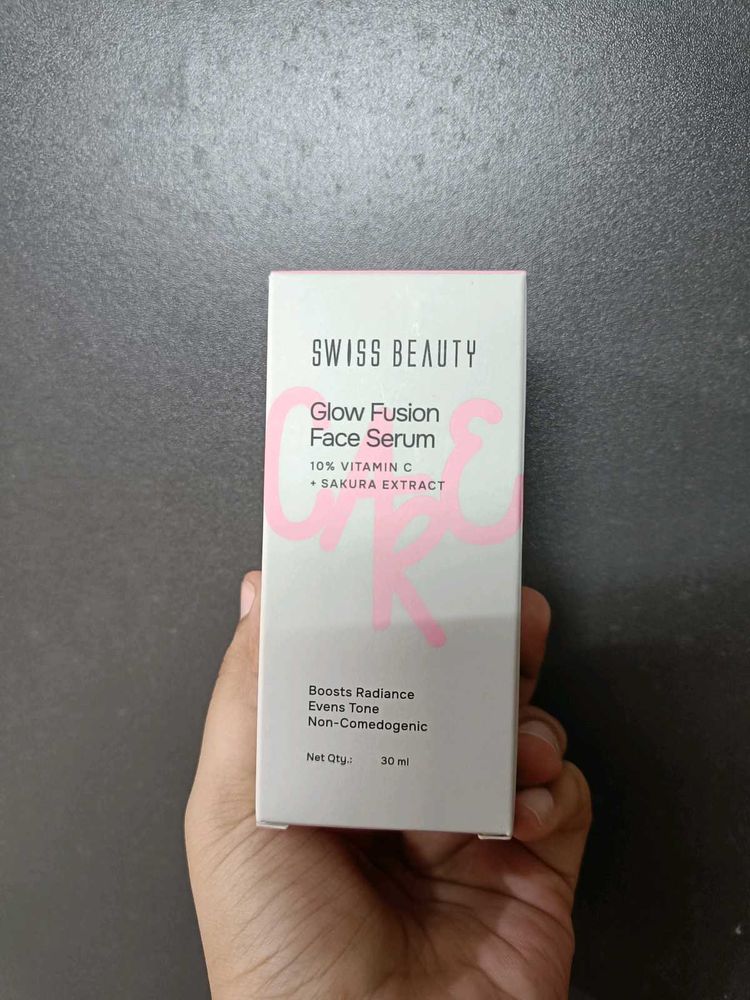 SWISS BEAUTY
CARE
Glow Fusion
Face Serum
10% VITAMIN C
+ SAKURA EXTRACT
Boosts Radiance
Evens Tone
Non-Comedogenic
Net Qty.: 30 ml